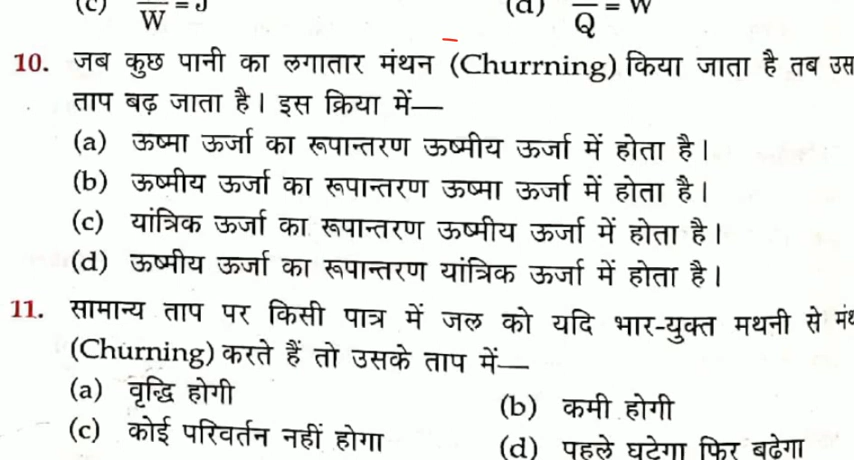 (c) W = J (d) Q = W
10. जब कुछ पानी का लगातार मंथन (Churrning) किया जाता है तब उस
ताप बढ़ जाता है। इस क्रिया में—
(a) ऊष्मा ऊर्जा का रूपान्तरण ऊष्मीय ऊर्जा में होता है।
(b) ऊष्मीय ऊर्जा का रूपान्तरण ऊष्मा ऊर्जा में होता है।
(c) यांत्रिक ऊर्जा का रूपान्तरण ऊष्मीय ऊर्जा में होता है।
(d) ऊष्मीय ऊर्जा का रूपान्तरण यांत्रिक ऊर्जा में होता है।
11. सामान्य ताप पर किसी पात्र में जल को यदि भार-युक्त मथनी से
(Churning) करते हैं तो उसके ताप में—
(a) वृद्धि होगी (b) कमी होगी
(c) कोई परिवर्तन नहीं होगा (d) पहले घटेगा फिर बढ़ेगा